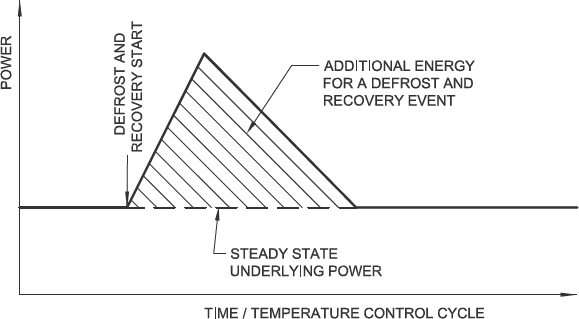 POWER
DEFROST AND
RECOVERY START
ADDITIONAL ENERGY
FOR A DEFROST AND
RECOVERY EVENT
STEADY STATE
UNDERLYING POWER
TIME / TEMPERATURE CONTROL CYCLE